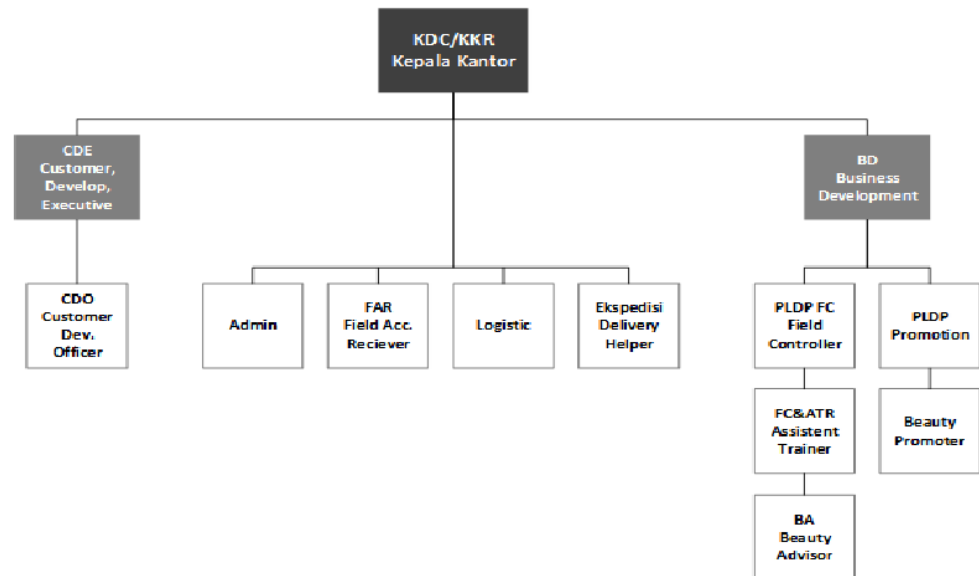 KDC/KKR
Kepala Kantor
CDE
Customer,
Develop,
Executive
BD
Business
Development
CDO
Customer
Dev.
Officer
Admin
FAR
Field Acc.
Reciever
Logistic
Ekspedisi
Delivery
Helper
PLDP FC
Field
Controller
PLDP
Promotion
FC&ATR
Assistent
Trainer
Beauty
Promoter
BA
Beauty
Advisor